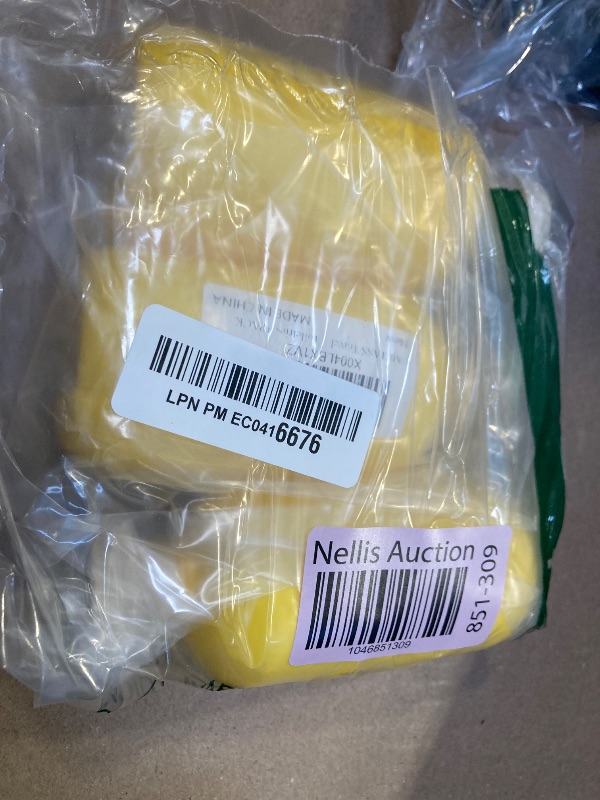 MADE IN CHINA
LPN PM EC0416676
Nellis Auction
1046851309
851-309